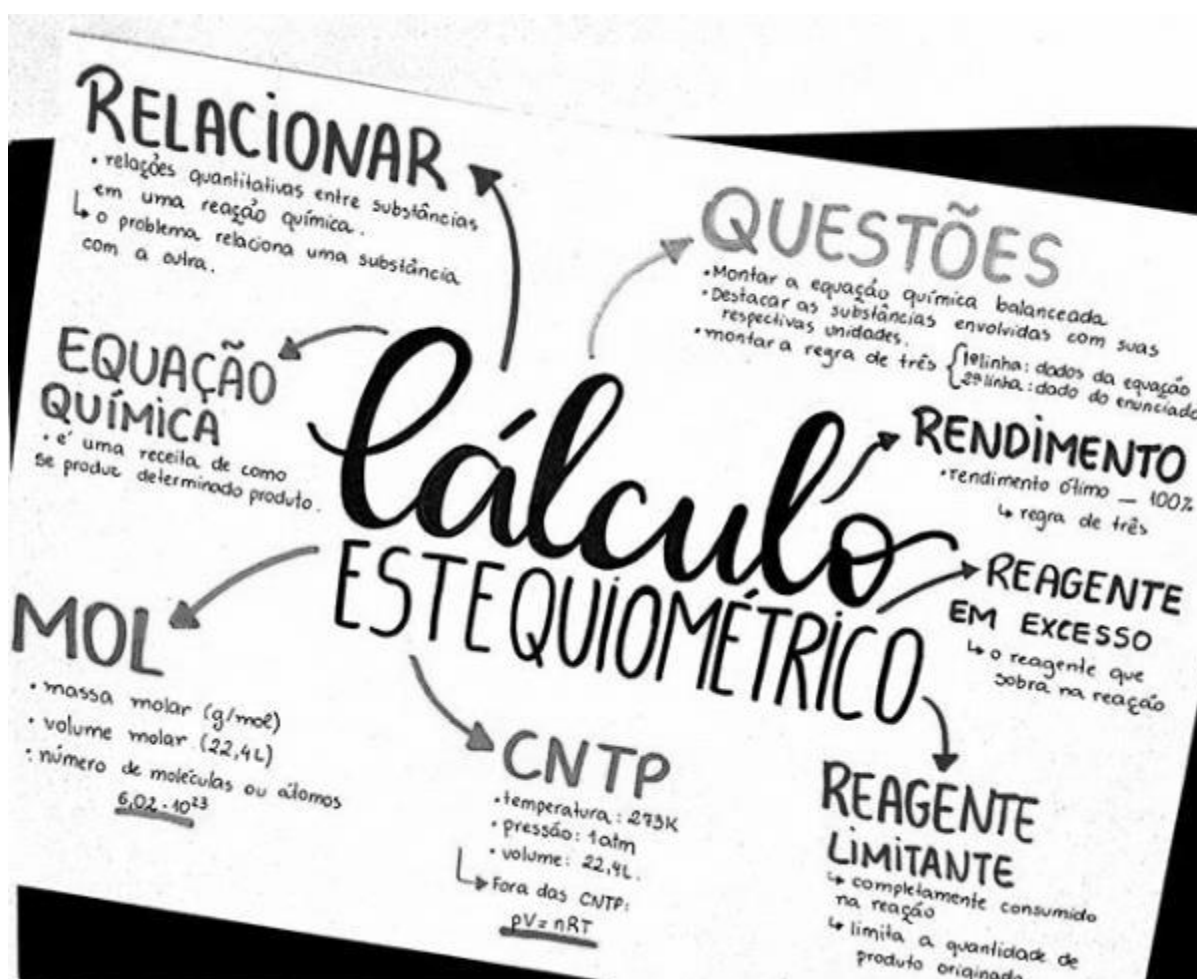 RELACIONAR
• relações quantitativas entre substâncias
em uma reação química.
↳ o problema relaciona uma substância
com a outra.
QUESTÕES
• Montar a equação química balanceada
• Destacar as substâncias envolvidas com suas
respectivas unidades.
• montar a regra de três { 1ª linha: dados da equação
2ª linha: dado do enunciado
EQUAÇÃO
QUÍMICA
• é uma receita de como
se produz determinado produto.
Cálculo
ESTEQUIOMÉTRICO
RENDIMENTO
• rendimento ótimo — 100%
↳ regra de três
REAGENTE
EM EXCESSO
↳ o reagente que
sobra na reação
MOL
• massa molar (g/mol)
• volume molar (22,4L)
• número de moléculas ou átomos
6,02 · 10²³
CNTP
• temperatura: 273K
• pressão: 1atm
• volume: 22,4L.
↳ Fora das CNTP:
pV = nRT
REAGENTE
LIMITANTE
↳ completamente consumido
na reação
↳ limita a quantidade de
produto originado